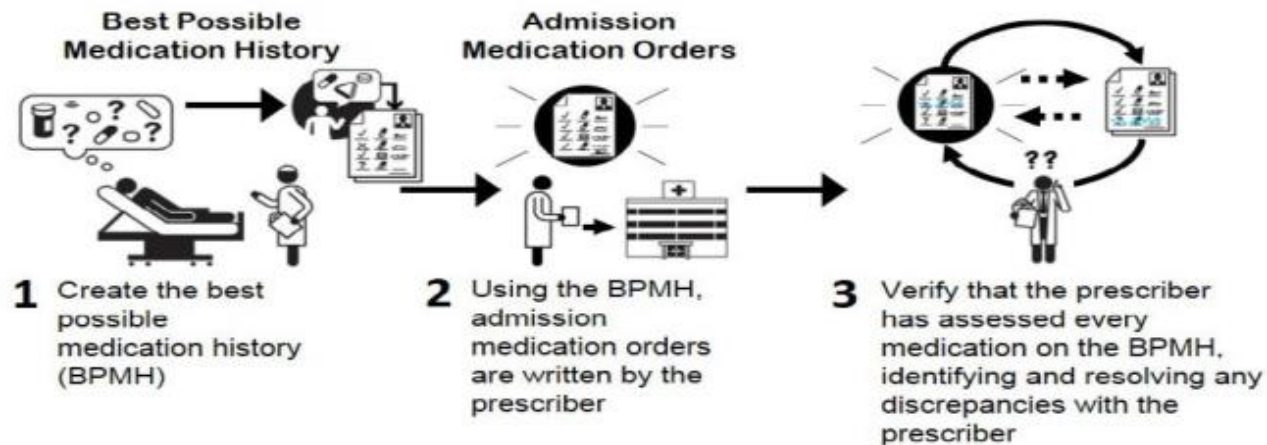 Best Possible
Medication History
Admission
Medication Orders
? ? ?
??
1 Create the best
possible
medication history
(BPMH)
2 Using the BPMH,
admission
medication orders
are written by the
prescriber
3 Verify that the prescriber
has assessed every
medication on the BPMH,
identifying and resolving any
discrepancies with the
prescriber